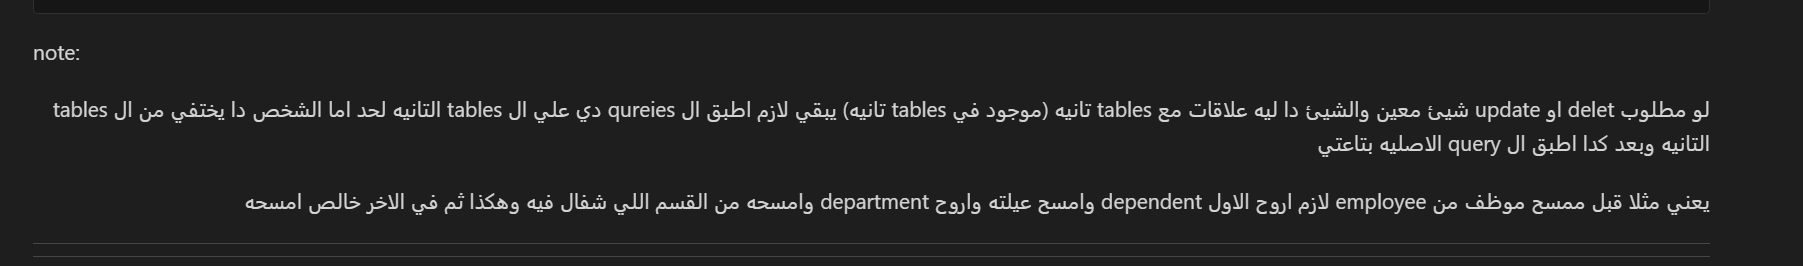 note:
لو مطلوب delet او update شيئ معين والشيئ دا ليه علاقات مع tables تانيه (موجود في tables تانيه) يبقي لازم اطبق ال qureies دي علي ال tables التانيه لحد اما الشخص دا يختفي من ال tables
التانيه وبعد كدا اطبق ال query الاصليه بتاعتي
يعني مثلا قبل ممسح موظف من employee لازم اروح الاول dependent وامسح عيلته واروح department وامسحه من القسم اللي شفال فيه وهكذا ثم في الاخر خالص امسحه